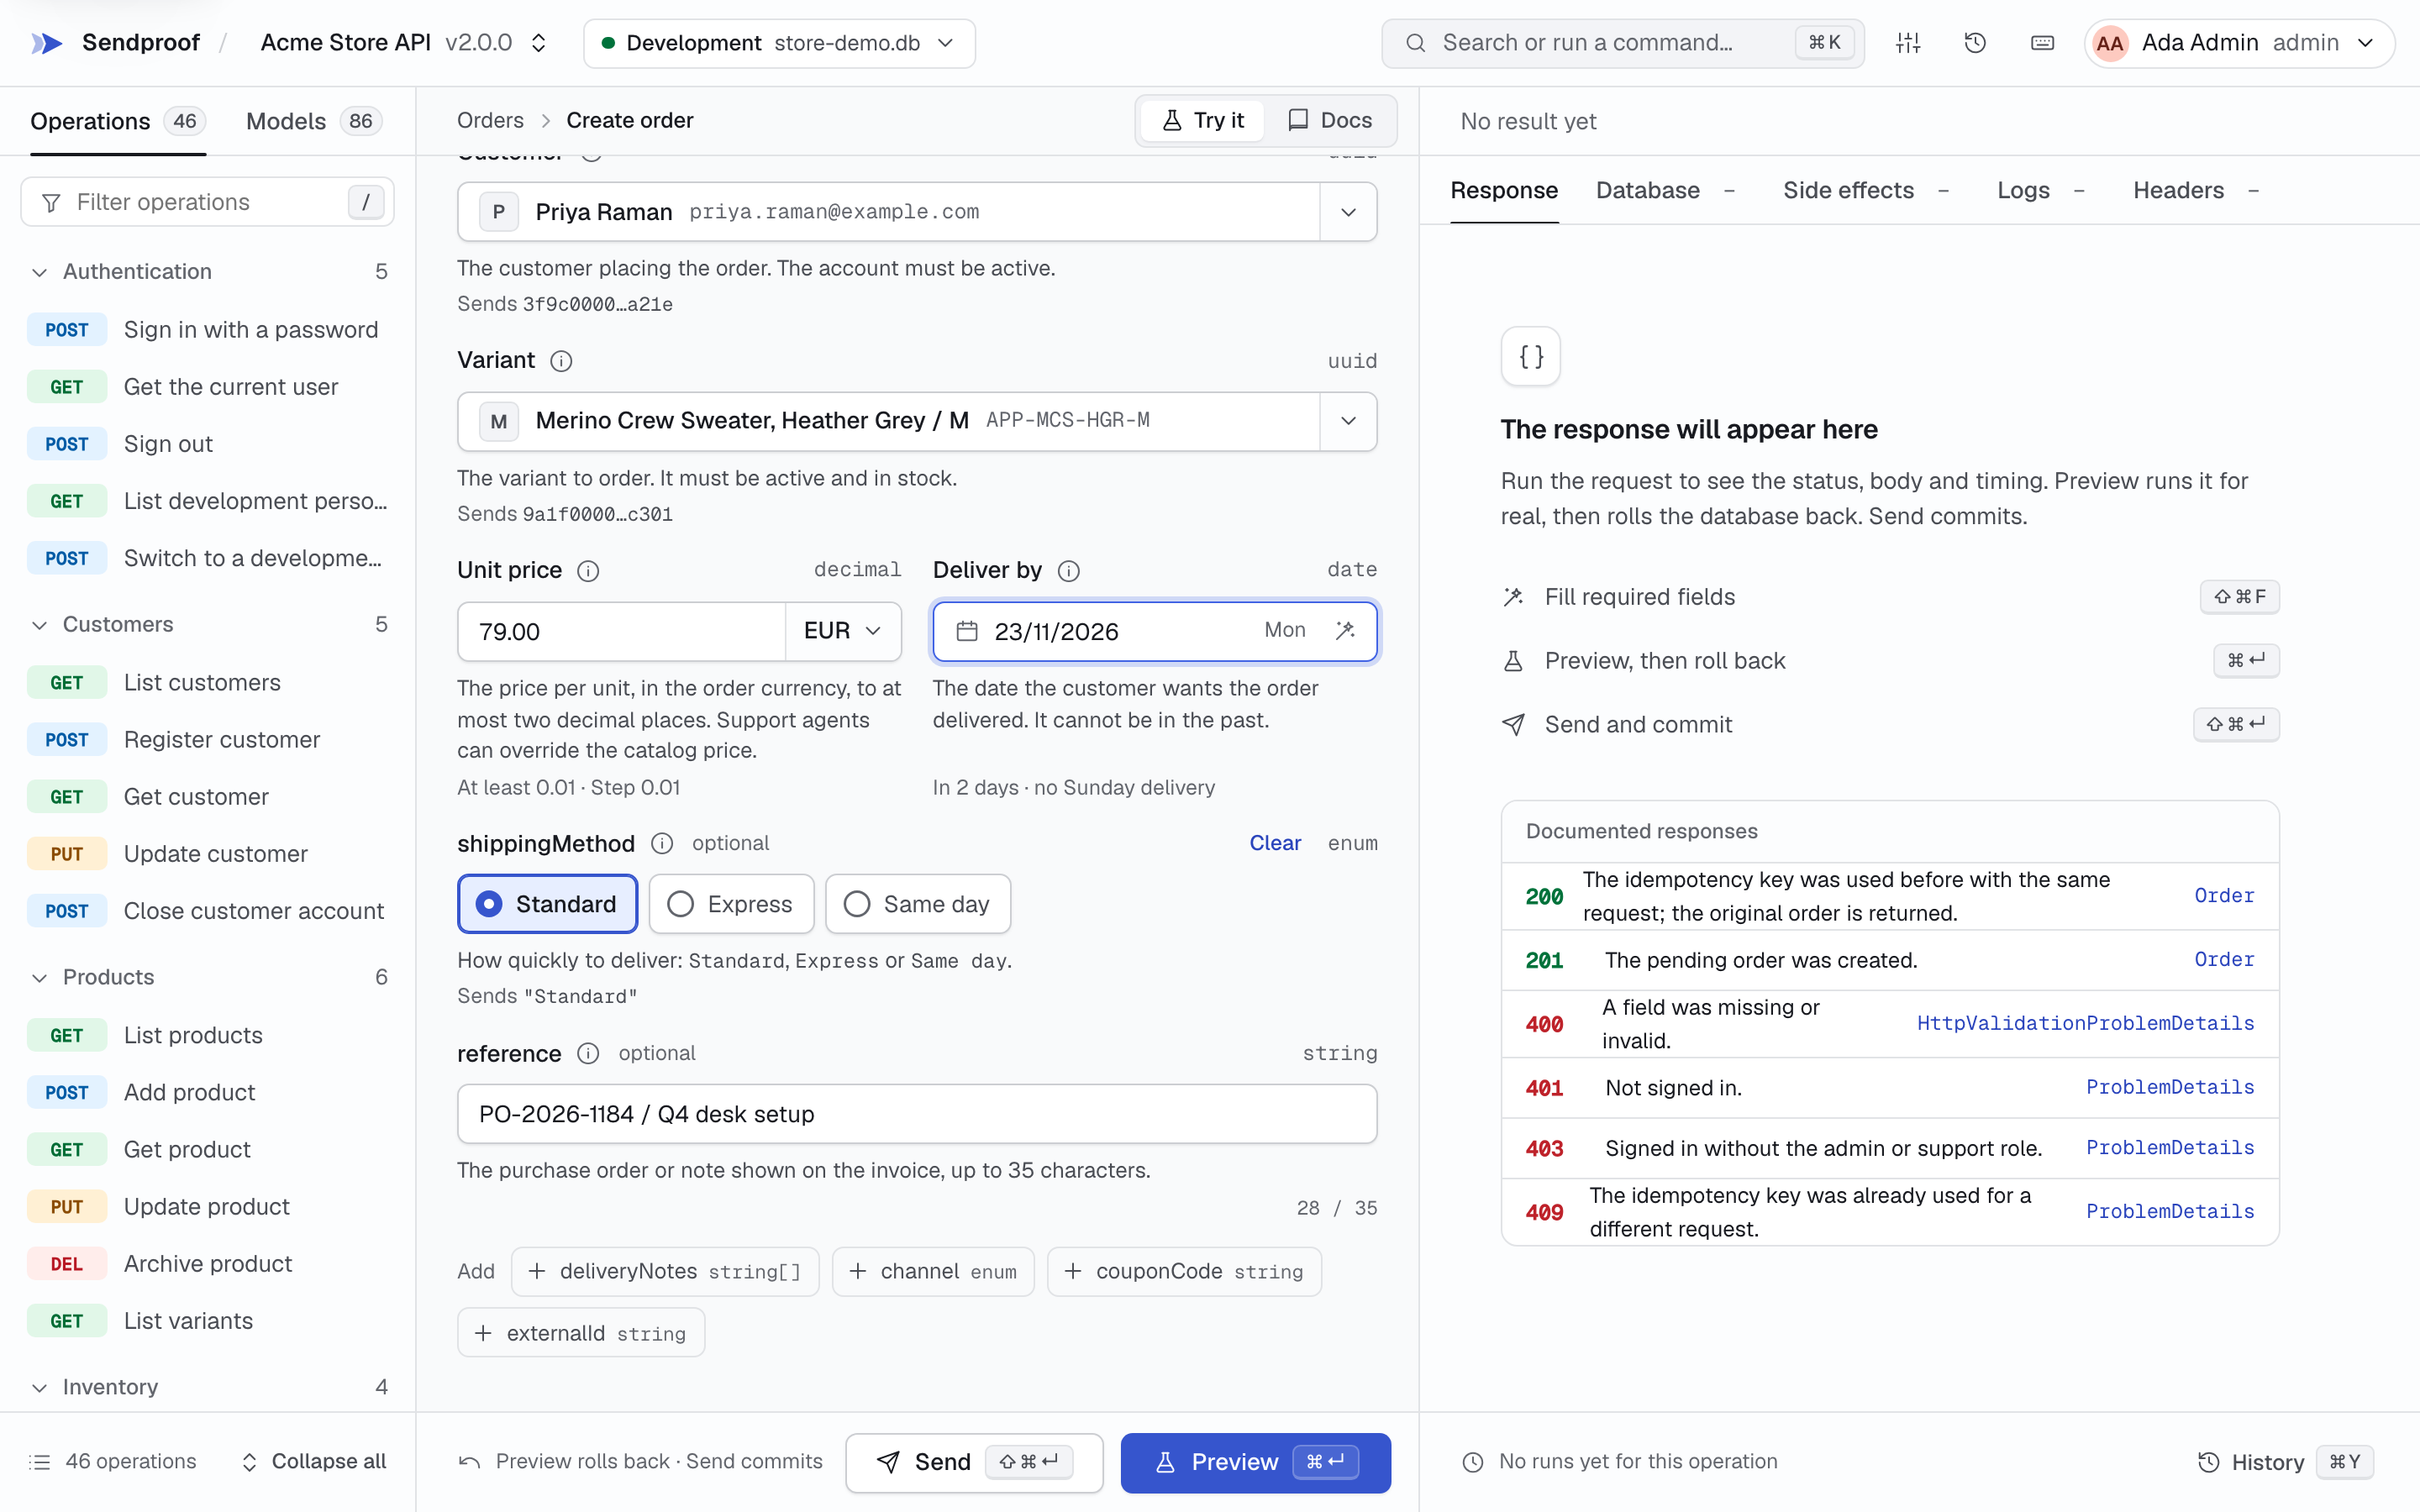 Sendproof / Acme Store API v2.0.0
Development store-demo.db
Search or run a command... ⌘K
AA Ada Admin admin
Operations 46 Models 86
Filter operations /
Authentication 5
POST Sign in with a password
GET Get the current user
POST Sign out
GET List development perso...
POST Switch to a developme...
Customers 5
GET List customers
POST Register customer
GET Get customer
PUT Update customer
POST Close customer account
Products 6
GET List products
POST Add product
GET Get product
PUT Update product
DEL Archive product
GET List variants
Inventory 4
46 operations Collapse all
Orders > Create order
Try it Docs
P Priya Raman priya.raman@example.com
The customer placing the order. The account must be active.
Sends 3f9c0000…a21e
Variant uuid
M Merino Crew Sweater, Heather Grey / M APP-MCS-HGR-M
The variant to order. It must be active and in stock.
Sends 9a1f0000…c301
Unit price decimal
79.00 EUR
The price per unit, in the order currency, to at
most two decimal places. Support agents
can override the catalog price.
At least 0.01 · Step 0.01
Deliver by date
23/11/2026 Mon
The date the customer wants the order
delivered. It cannot be in the past.
In 2 days · no Sunday delivery
shippingMethod optional Clear enum
Standard Express Same day
How quickly to deliver: Standard, Express or Same day.
Sends "Standard"
reference optional string
PO-2026-1184 / Q4 desk setup
The purchase order or note shown on the invoice, up to 35 characters.
28 / 35
Add + deliveryNotes string[] + channel enum + couponCode string
+ externalId string
Preview rolls back · Send commits
Send ⇧⌘↵
Preview ⌘↵
No result yet
Response Database – Side effects – Logs – Headers –
{}
The response will appear here
Run the request to see the status, body and timing. Preview runs it for
real, then rolls the database back. Send commits.
Fill required fields ⇧⌘F
Preview, then roll back ⌘↵
Send and commit ⇧⌘↵
Documented responses
200 The idempotency key was used before with the same
request; the original order is returned. Order
201 The pending order was created. Order
400 A field was missing or
invalid. HttpValidationProblemDetails
401 Not signed in. ProblemDetails
403 Signed in without the admin or support role. ProblemDetails
409 The idempotency key was already used for a
different request. ProblemDetails
No runs yet for this operation
History ⌘Y